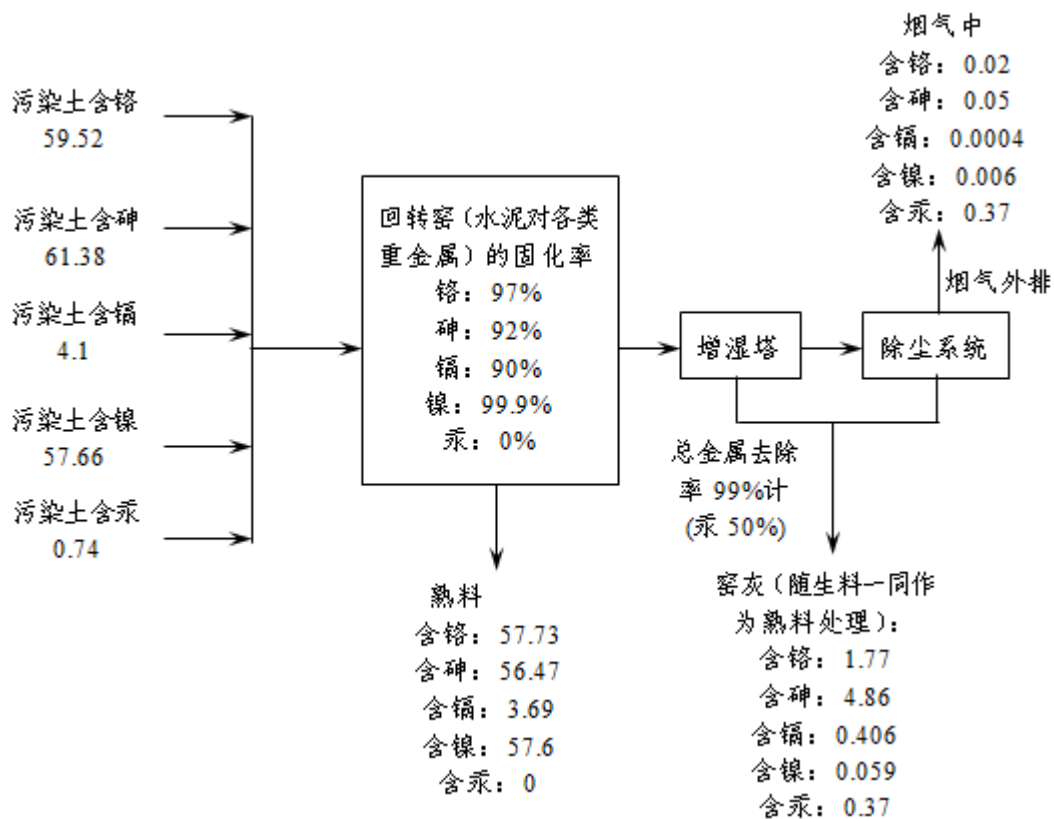 污染土含铬
59.52
污染土含砷
61.38
污染土含镉
4.1
污染土含镍
57.66
污染土含汞
0.74
回转窑（水泥对各类
重金属）的固化率
铬：97%
砷：92%
镉：90%
镍：99.9%
汞：0%
熟料
含铬：57.73
含砷：56.47
含镉：3.69
含镍：57.6
含汞：0
增湿塔
除尘系统
烟气外排
烟气中
含铬：0.02
含砷：0.05
含镉：0.0004
含镍：0.006
含汞：0.37
总金属去除
率 99%计
(汞 50%)
窑灰（随生料一同作
为熟料处理）：
含铬：1.77
含砷：4.86
含镉：0.406
含镍：0.059
含汞：0.37